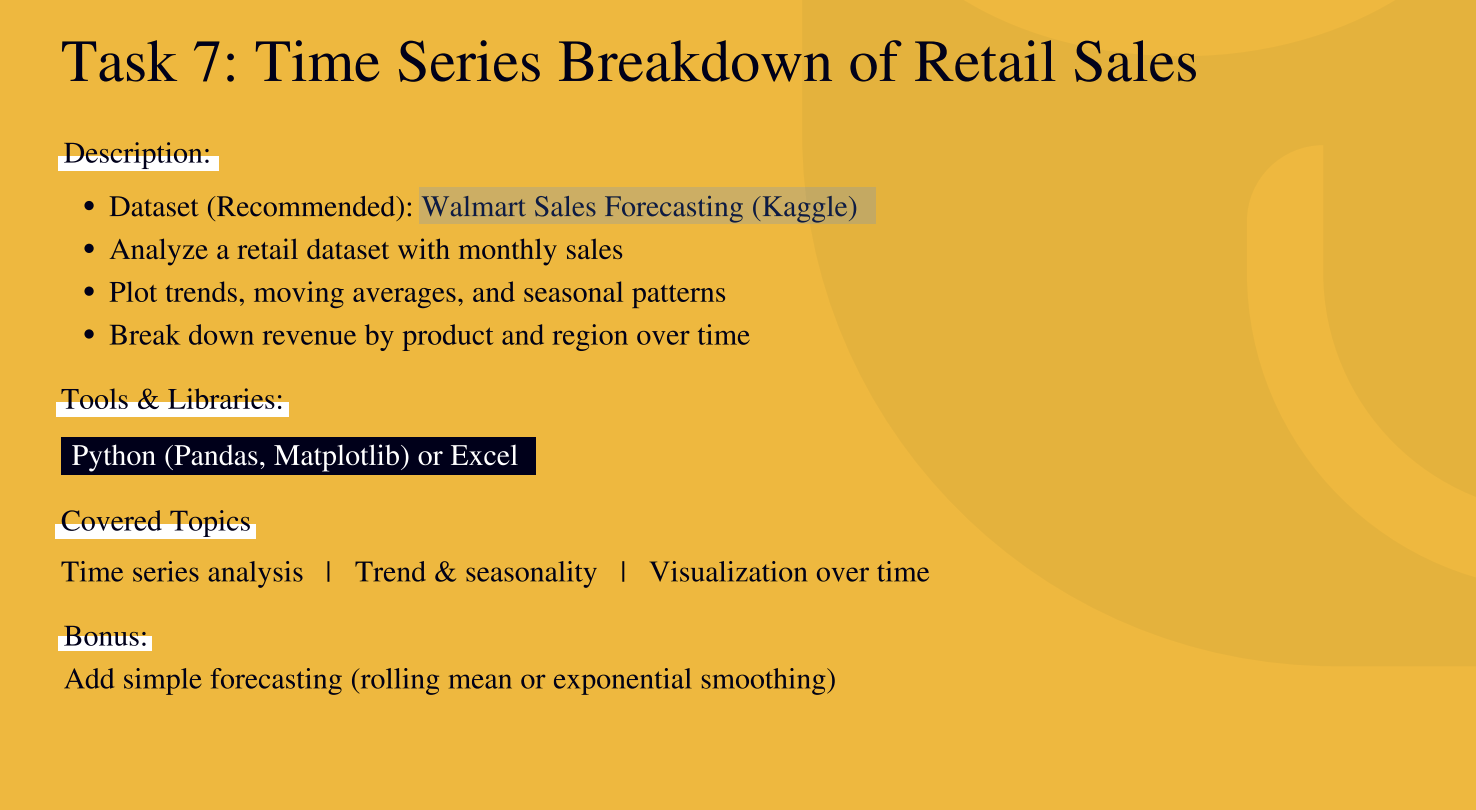 Task 7: Time Series Breakdown of Retail Sales
Description:
• Dataset (Recommended): Walmart Sales Forecasting (Kaggle)
• Analyze a retail dataset with monthly sales
• Plot trends, moving averages, and seasonal patterns
• Break down revenue by product and region over time
Tools & Libraries:
Python (Pandas, Matplotlib) or Excel
Covered Topics
Time series analysis | Trend & seasonality | Visualization over time
Bonus:
Add simple forecasting (rolling mean or exponential smoothing)